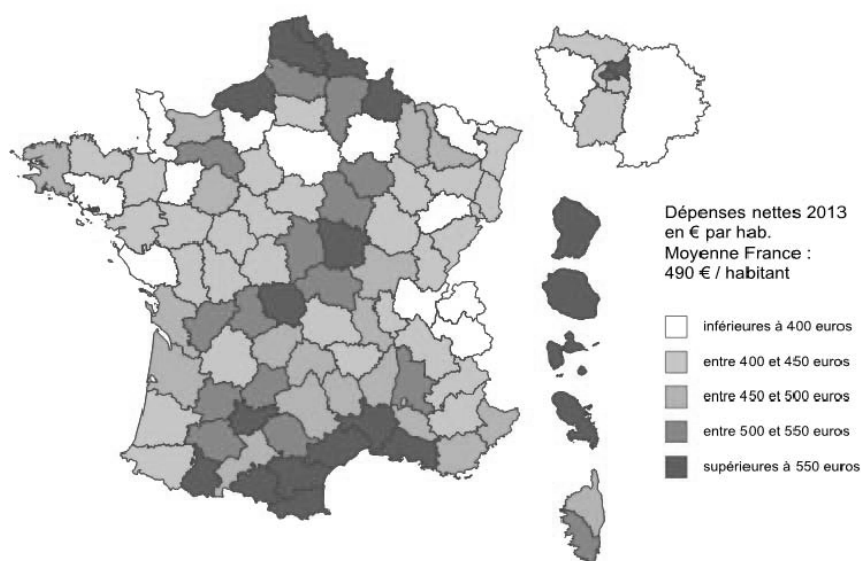 Dépenses nettes 2013
en € par hab.
Moyenne France :
490 € / habitant
inférieures à 400 euros
entre 400 et 450 euros
entre 450 et 500 euros
entre 500 et 550 euros
supérieures à 550 euros